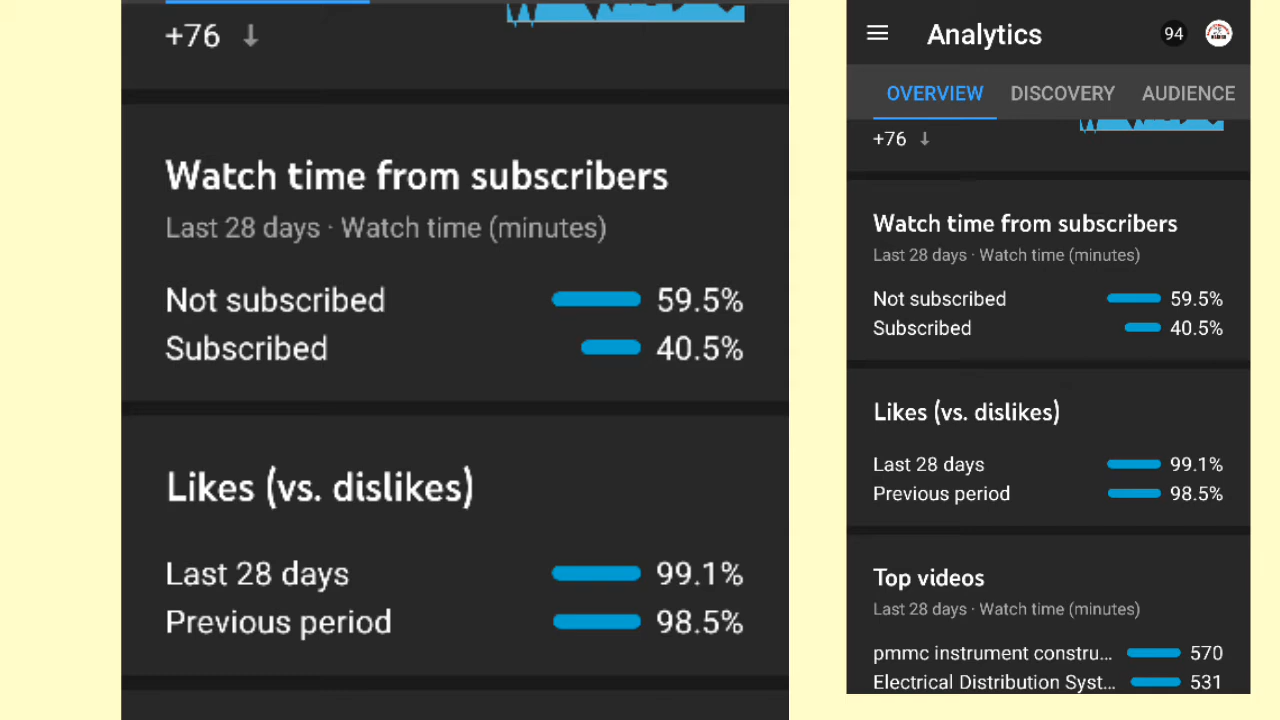 +76
Watch time from subscribers
Last 28 days · Watch time (minutes)
Not subscribed 59.5%
Subscribed 40.5%
Likes (vs. dislikes)
Last 28 days 99.1%
Previous period 98.5%
Analytics 94
OVERVIEW DISCOVERY AUDIENCE
+76
Watch time from subscribers
Last 28 days · Watch time (minutes)
Not subscribed 59.5%
Subscribed 40.5%
Likes (vs. dislikes)
Last 28 days 99.1%
Previous period 98.5%
Top videos
Last 28 days · Watch time (minutes)
pmmc instrument constru... 570
Electrical Distribution Syst... 531